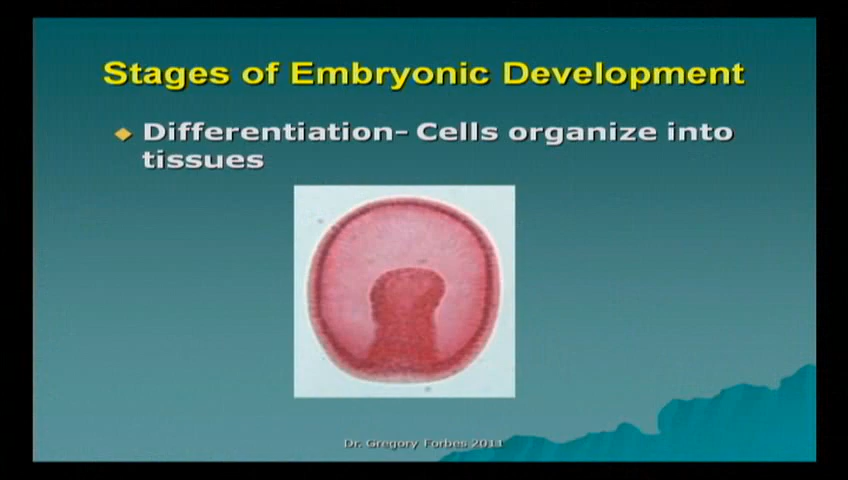 Stages of Embryonic Development
Differentiation- Cells organize into
tissues
Dr. Gregory Forbes 2011